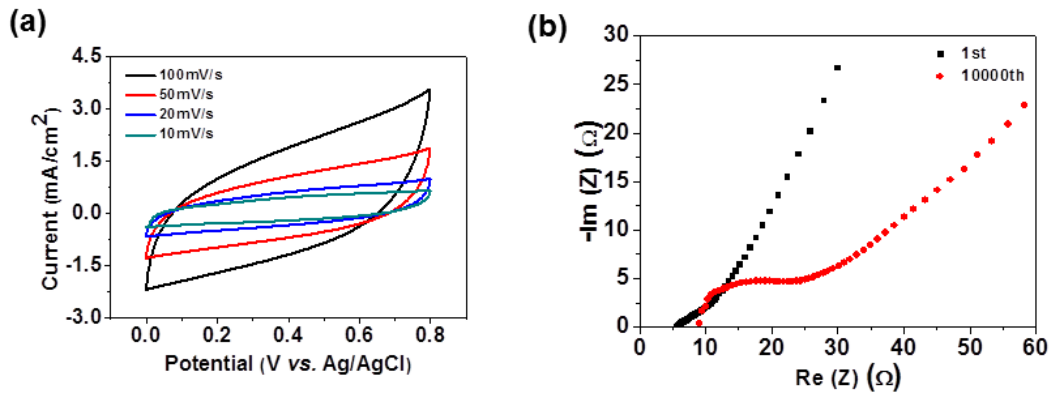 (a)
4.5
3.0
1.5
0.0
-1.5
-3.0
Current (mA/cm²)
100mV/s
50mV/s
20mV/s
10mV/s
0.0 0.2 0.4 0.6 0.8
Potential (V vs. Ag/AgCl)
(b)
30
25
20
15
10
5
0
-Im (Z) (Ω)
1st
10000th
0 10 20 30 40 50 60
Re (Z) (Ω)